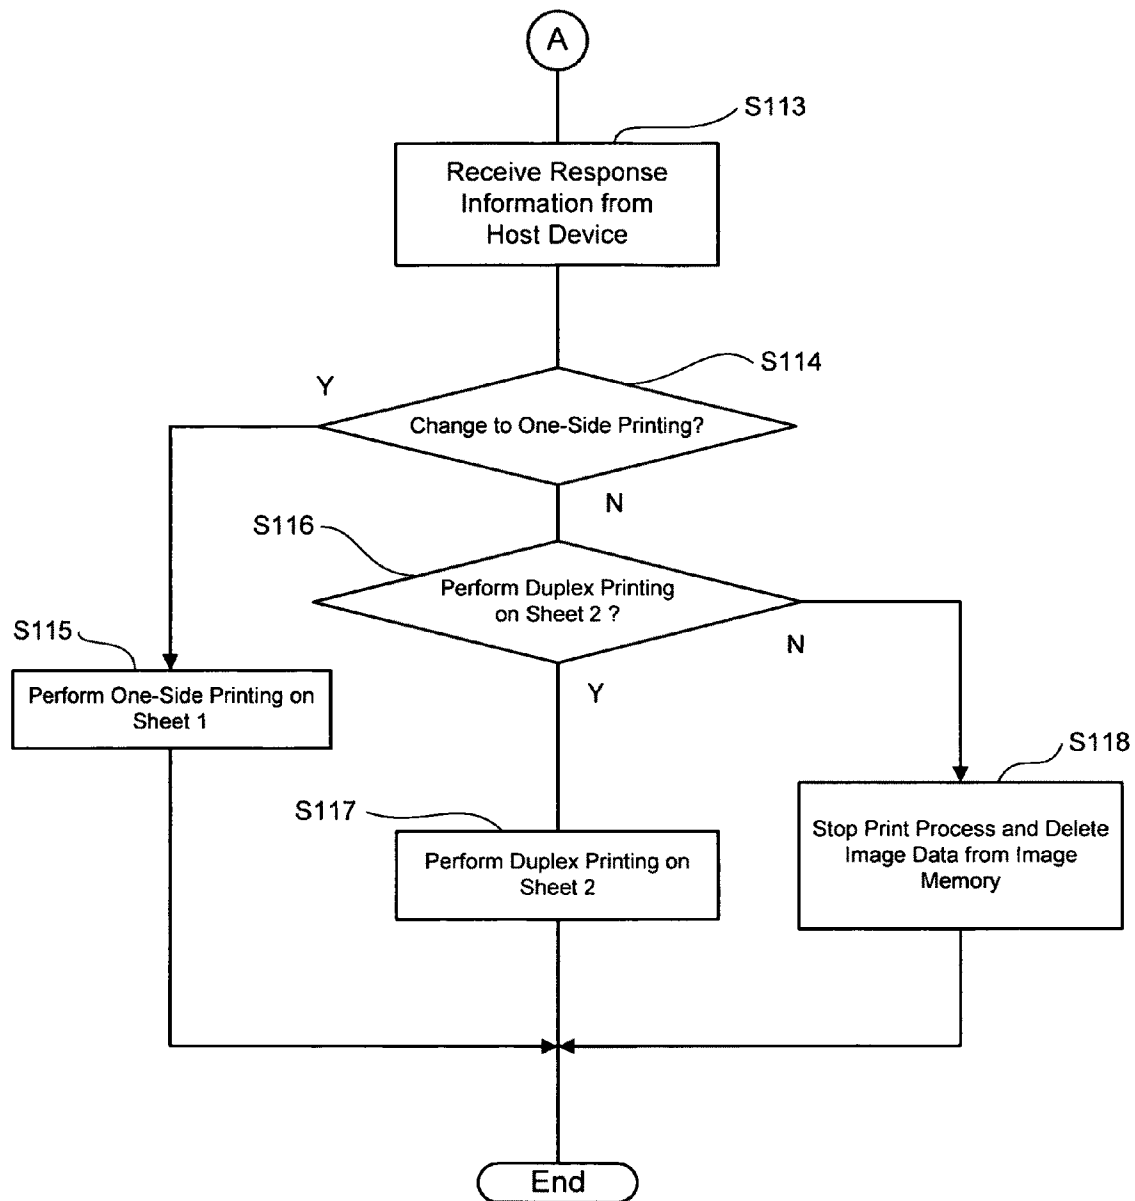 A
S113
Receive Response
Information from
Host Device
S114
Y
Change to One-Side Printing?
N
S116
Perform Duplex Printing
on Sheet 2 ?
N
Y
S115
Perform One-Side Printing on
Sheet 1
S118
Stop Print Process and Delete
Image Data from Image
Memory
S117
Perform Duplex Printing on
Sheet 2
End